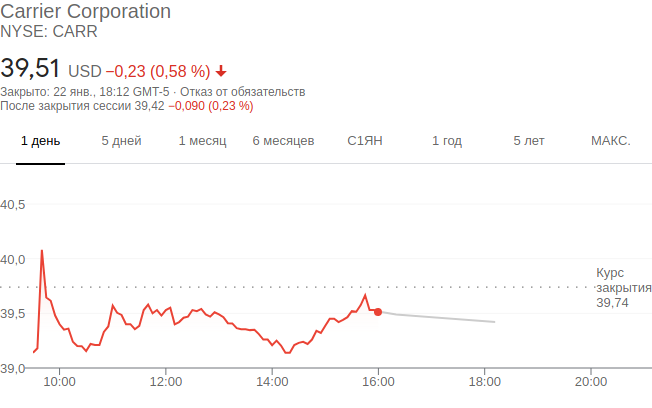 Carrier Corporation
NYSE: CARR
39,51 USD −0,23 (0,58 %)
Закрыто: 22 янв., 18:12 GMT-5 · Отказ от обязательств
После закрытия сессии 39,42 −0,090 (0,23 %)
1 день 5 дней 1 месяц 6 месяцев С1ЯН 1 год 5 лет МАКС.
40,5
40,0
Курс
закрытия
39,74
39,5
39,0
10:00 12:00 14:00 16:00 18:00 20:00